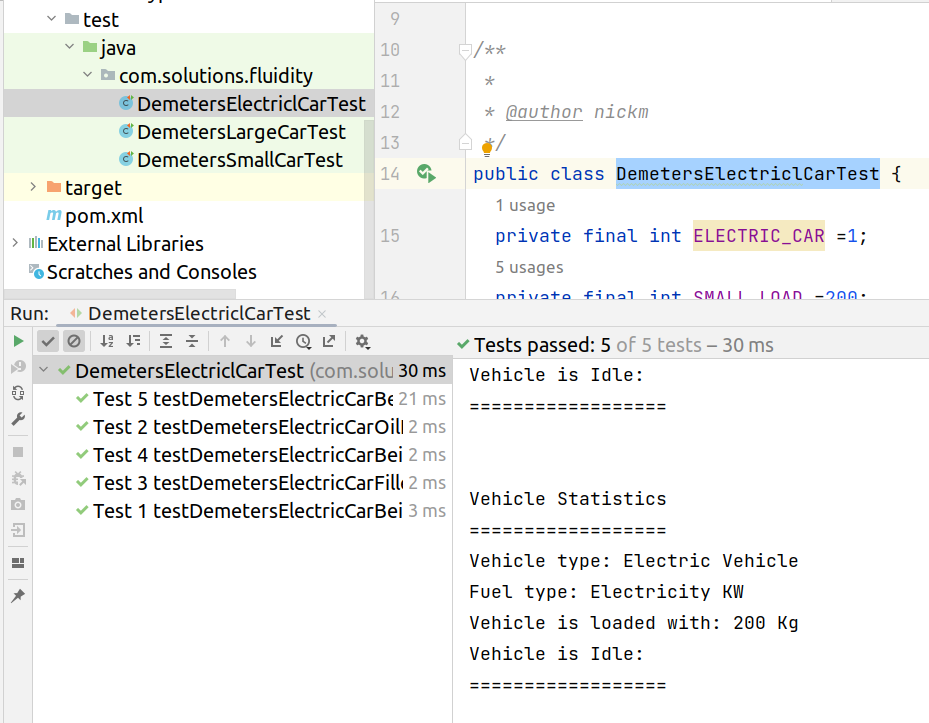 test
java
com.solutions.fluidity
DemetersElectriclCarTest
DemetersLargeCarTest
DemetersSmallCarTest
target
pom.xml
External Libraries
Scratches and Consoles
9
10 /**
11 *
12 * @author nickm
13 */
14 public class DemetersElectriclCarTest {
1 usage
15 private final int ELECTRIC_CAR =1;
5 usages
16 private final int SMALL_LOAD =200;
Run: DemetersElectriclCarTest
Tests passed: 5 of 5 tests – 30 ms
DemetersElectriclCarTest (com.solu 30 ms
Test 5 testDemetersElectricCarBe 21 ms
Test 2 testDemetersElectricCarOil 2 ms
Test 4 testDemetersElectricCarBei 2 ms
Test 3 testDemetersElectricCarFille 2 ms
Test 1 testDemetersElectricCarBei 3 ms
Vehicle is Idle:
==================
Vehicle Statistics
==================
Vehicle type: Electric Vehicle
Fuel type: Electricity KW
Vehicle is loaded with: 200 Kg
Vehicle is Idle:
==================